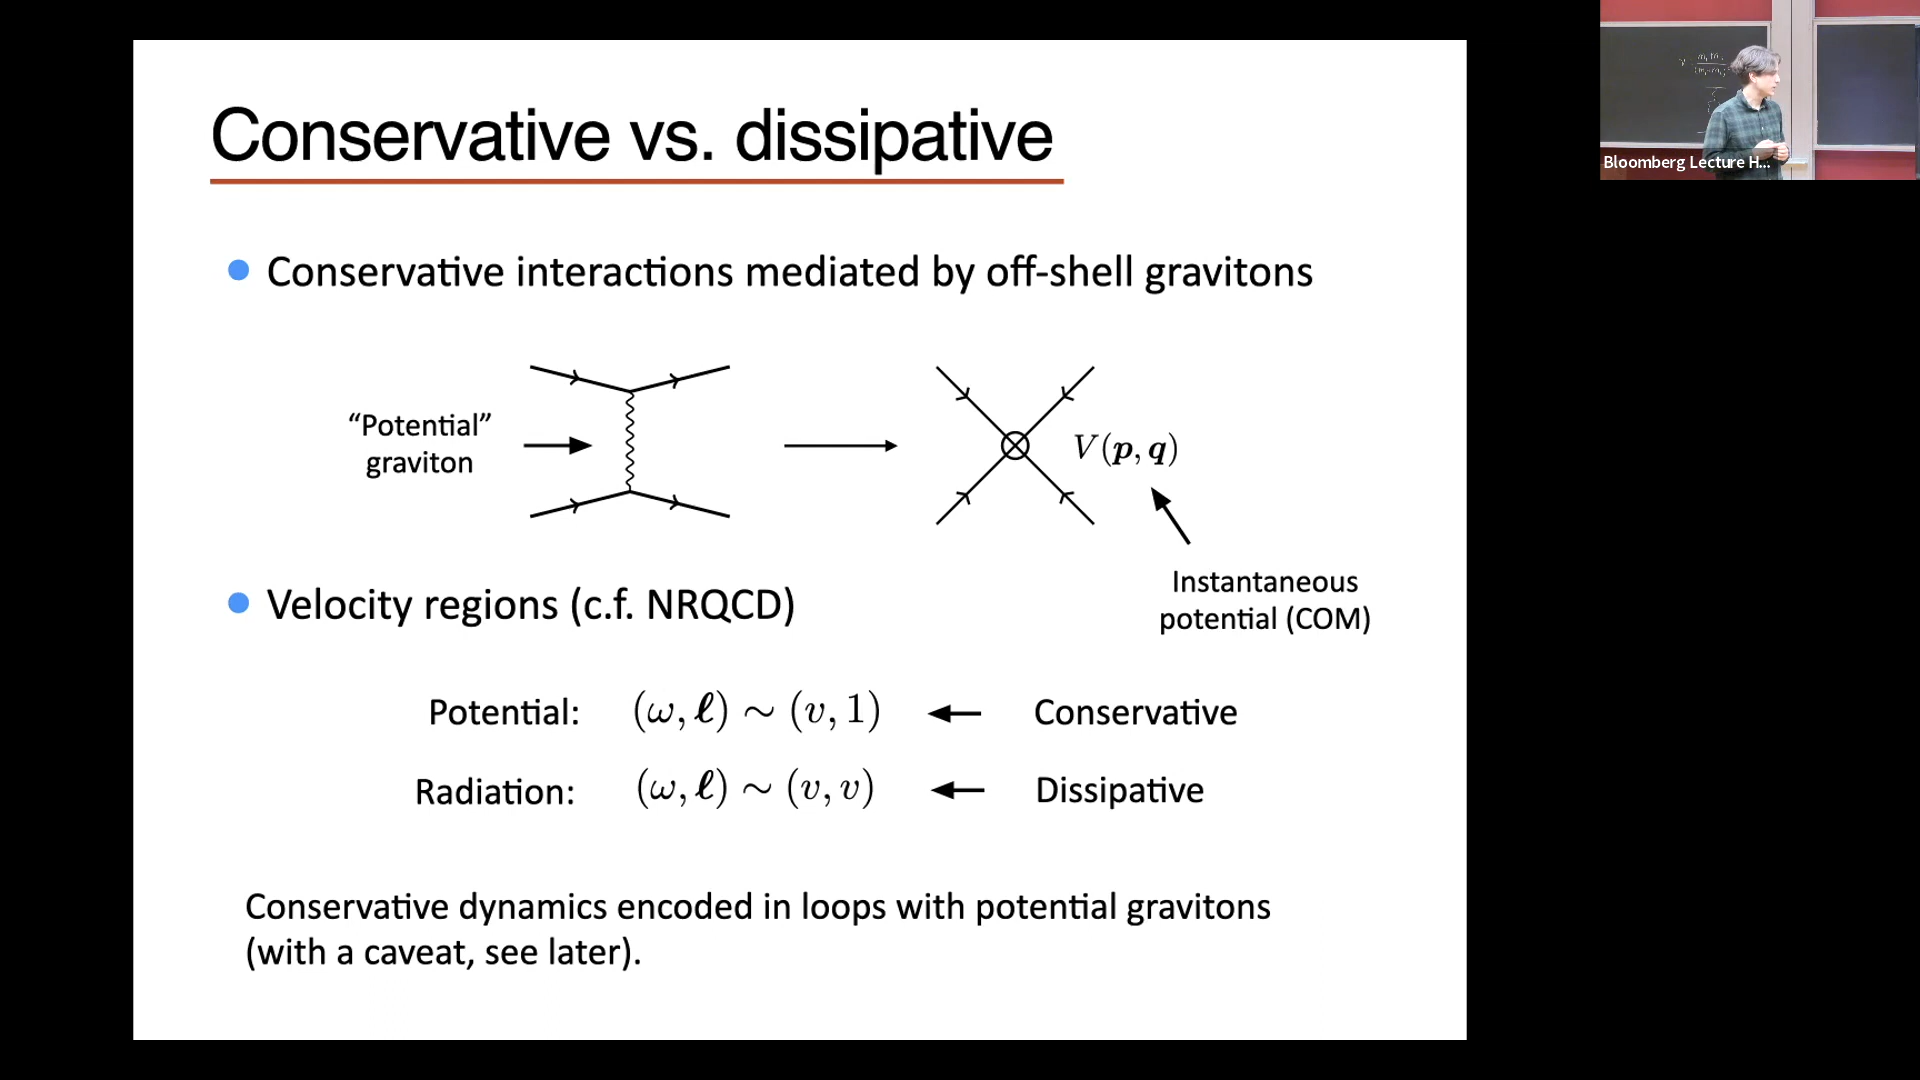 Conservative vs. dissipative
Conservative interactions mediated by off-shell gravitons
“Potential”
graviton
V(p, q)
Instantaneous
potential (COM)
Velocity regions (c.f. NRQCD)
Potential: (ω, ℓ) ∼ (v, 1) Conservative
Radiation: (ω, ℓ) ∼ (v, v) Dissipative
Conservative dynamics encoded in loops with potential gravitons
(with a caveat, see later).
Bloomberg Lecture H...